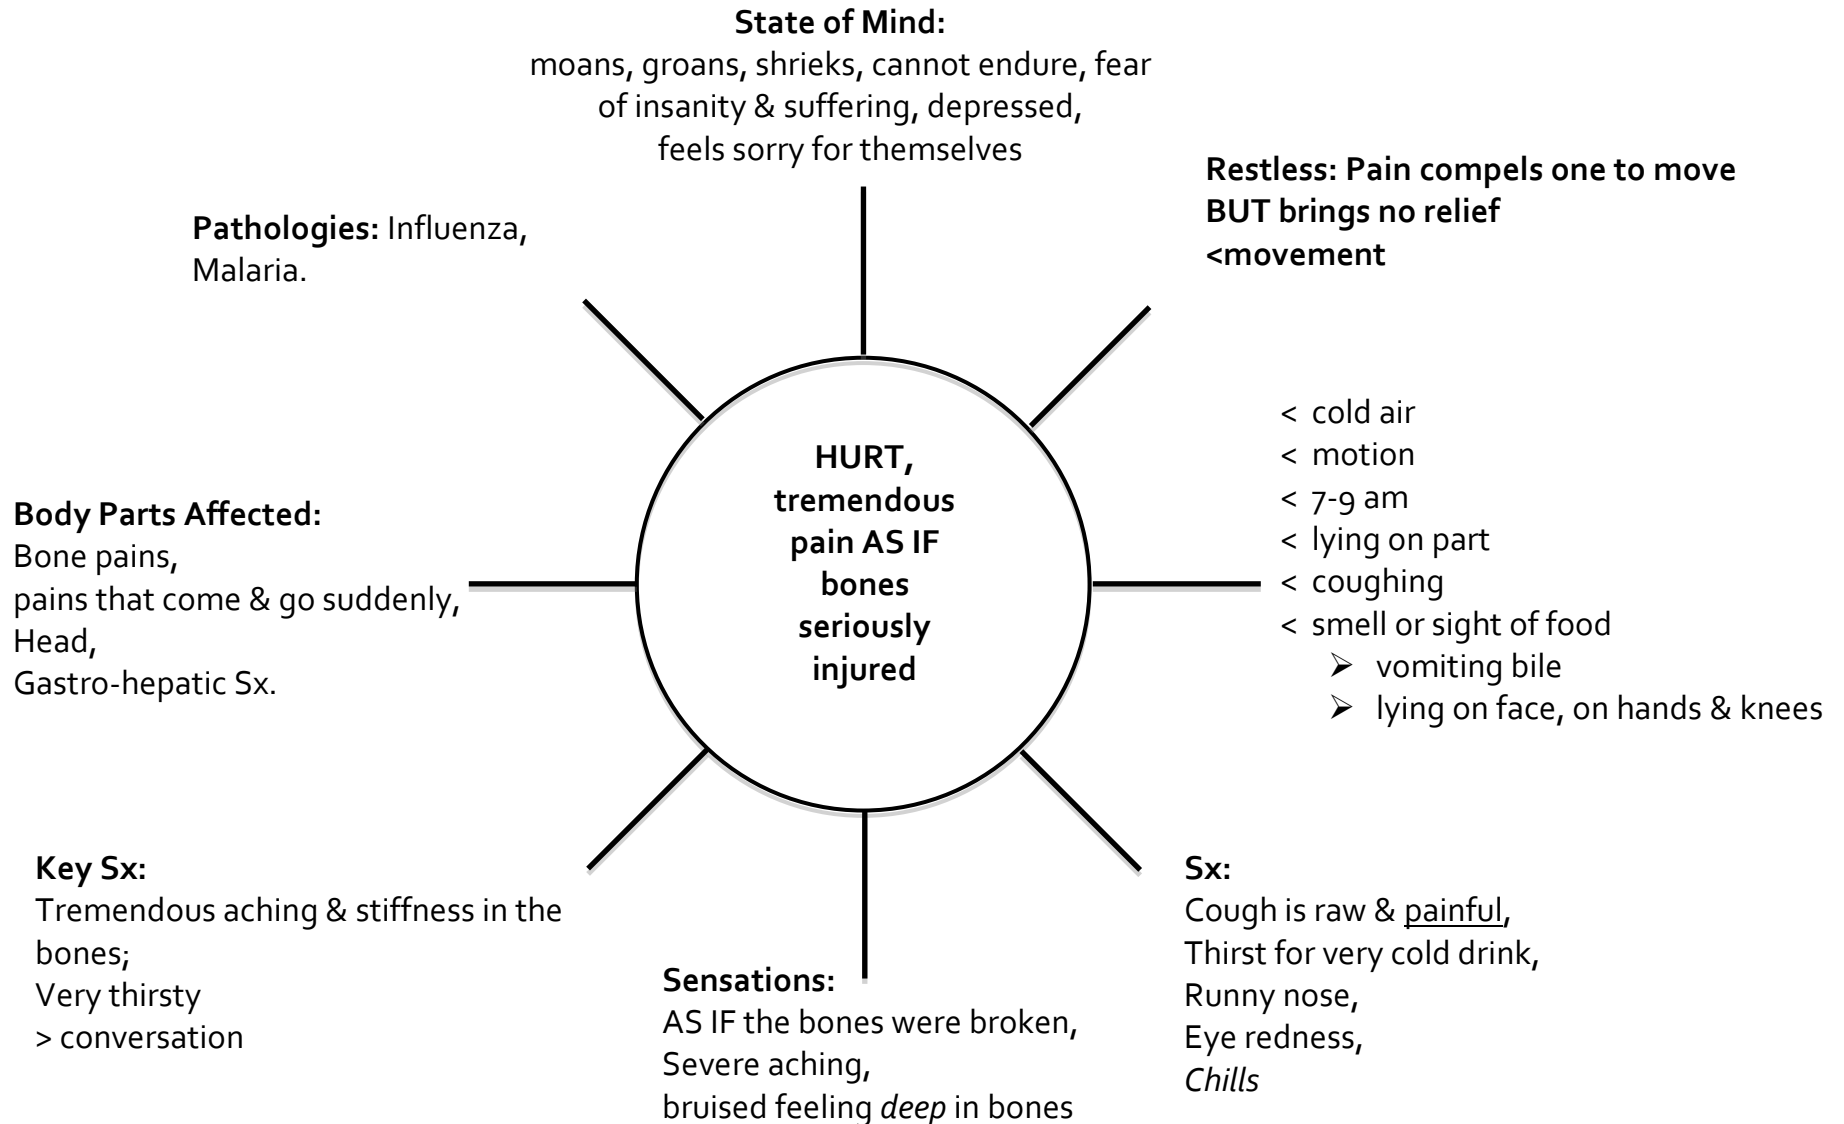 State of Mind:
moans, groans, shrieks, cannot endure, fear
of insanity & suffering, depressed,
feels sorry for themselves
Restless: Pain compels one to move
BUT brings no relief
<movement
Pathologies: Influenza,
Malaria.
< cold air
< motion
< 7-9 am
< lying on part
< coughing
< smell or sight of food
➢ vomiting bile
➢ lying on face, on hands & knees
HURT,
tremendous
pain AS IF
bones
seriously
injured
Body Parts Affected:
Bone pains,
pains that come & go suddenly,
Head,
Gastro-hepatic Sx.
Key Sx:
Tremendous aching & stiffness in the
bones;
Very thirsty
> conversation
Sensations:
AS IF the bones were broken,
Severe aching,
bruised feeling deep in bones
Sx:
Cough is raw & painful,
Thirst for very cold drink,
Runny nose,
Eye redness,
Chills